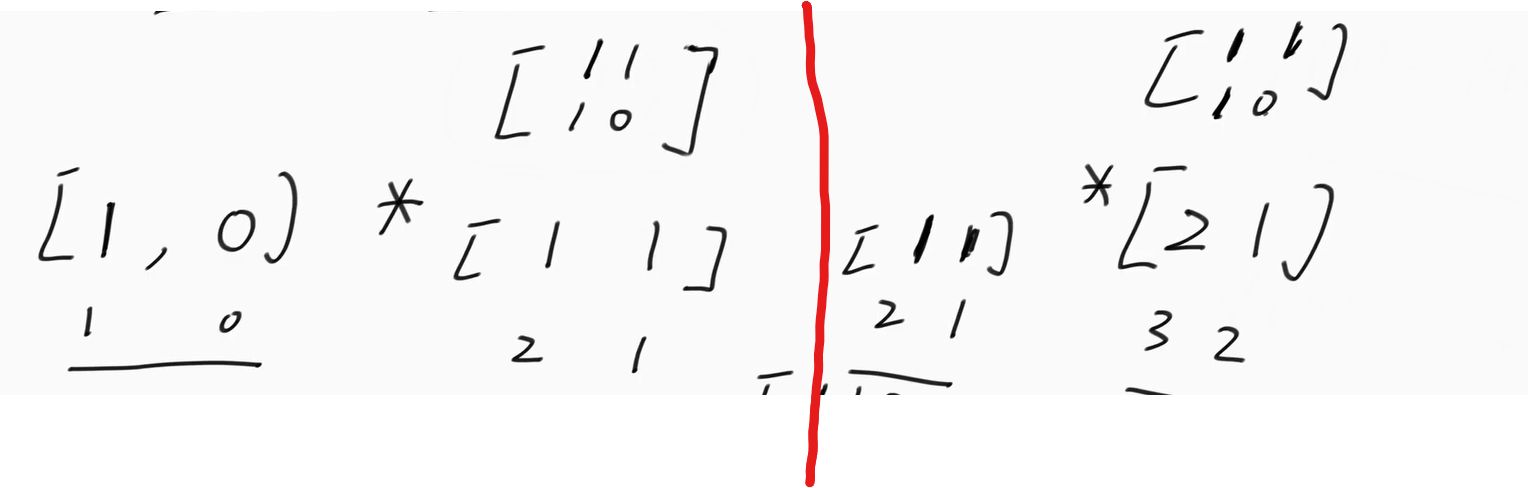 [ 1 1
1 0 ]
[1 , 0] * [ 1 1 ]
1 0
2 1
[ 1 1
1 0 ]
[ 1 1] * [2 1]
2 1
3 2